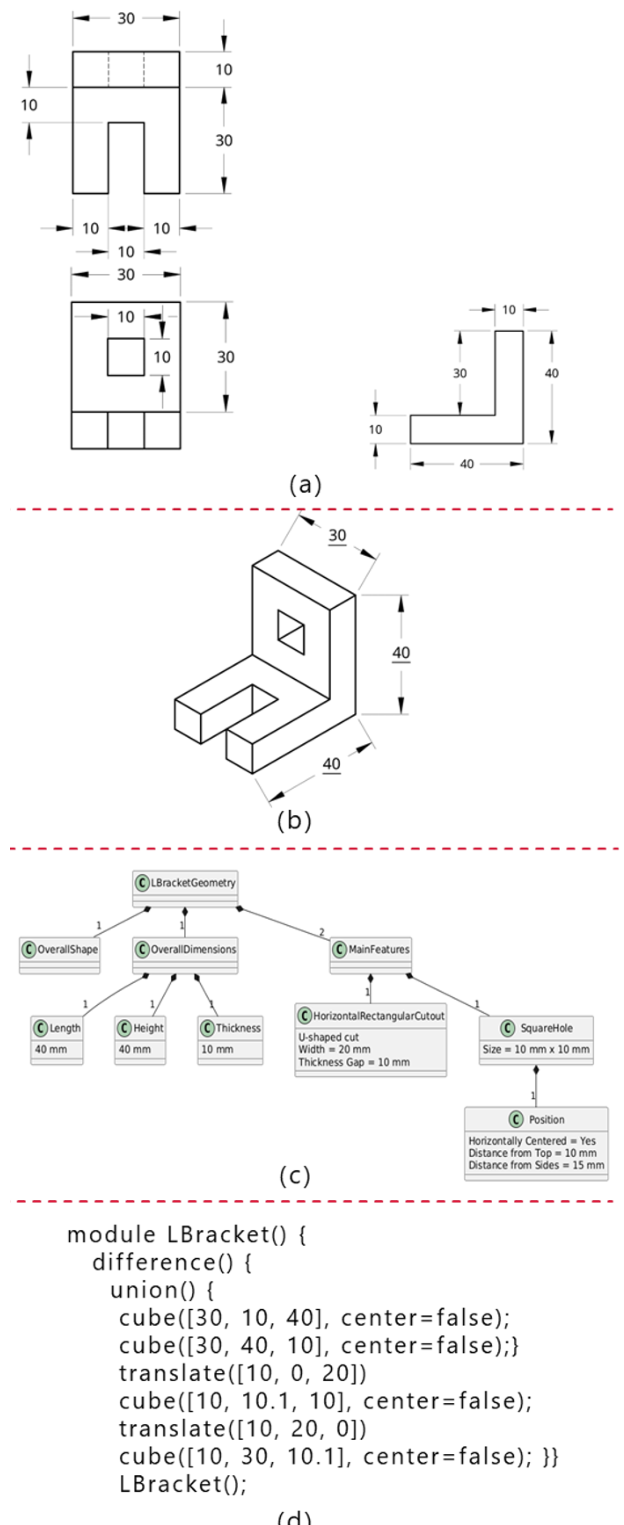 30
10
10
30
10
10
10
30
10
10
30
10
30
40
10
40
(a)
30
40
40
(b)
C LBracketGeometry
1
1
2
C OverallShape
C OverallDimensions
C MainFeatures
1
1
1
1
1
C Length
40 mm
C Height
40 mm
C Thickness
10 mm
C HorizontalRectangularCutout
U-shaped cut
Width = 20 mm
Thickness Gap = 10 mm
C SquareHole
Size = 10 mm x 10 mm
1
C Position
Horizontally Centered = Yes
Distance from Top = 10 mm
Distance from Sides = 15 mm
(c)
module LBracket() {
difference() {
union() {
cube([30, 10, 40], center=false);
cube([30, 40, 10], center=false);}
translate([10, 0, 20])
cube([10, 10.1, 10], center=false);
translate([10, 20, 0])
cube([10, 30, 10.1], center=false); }}
LBracket();
(d)